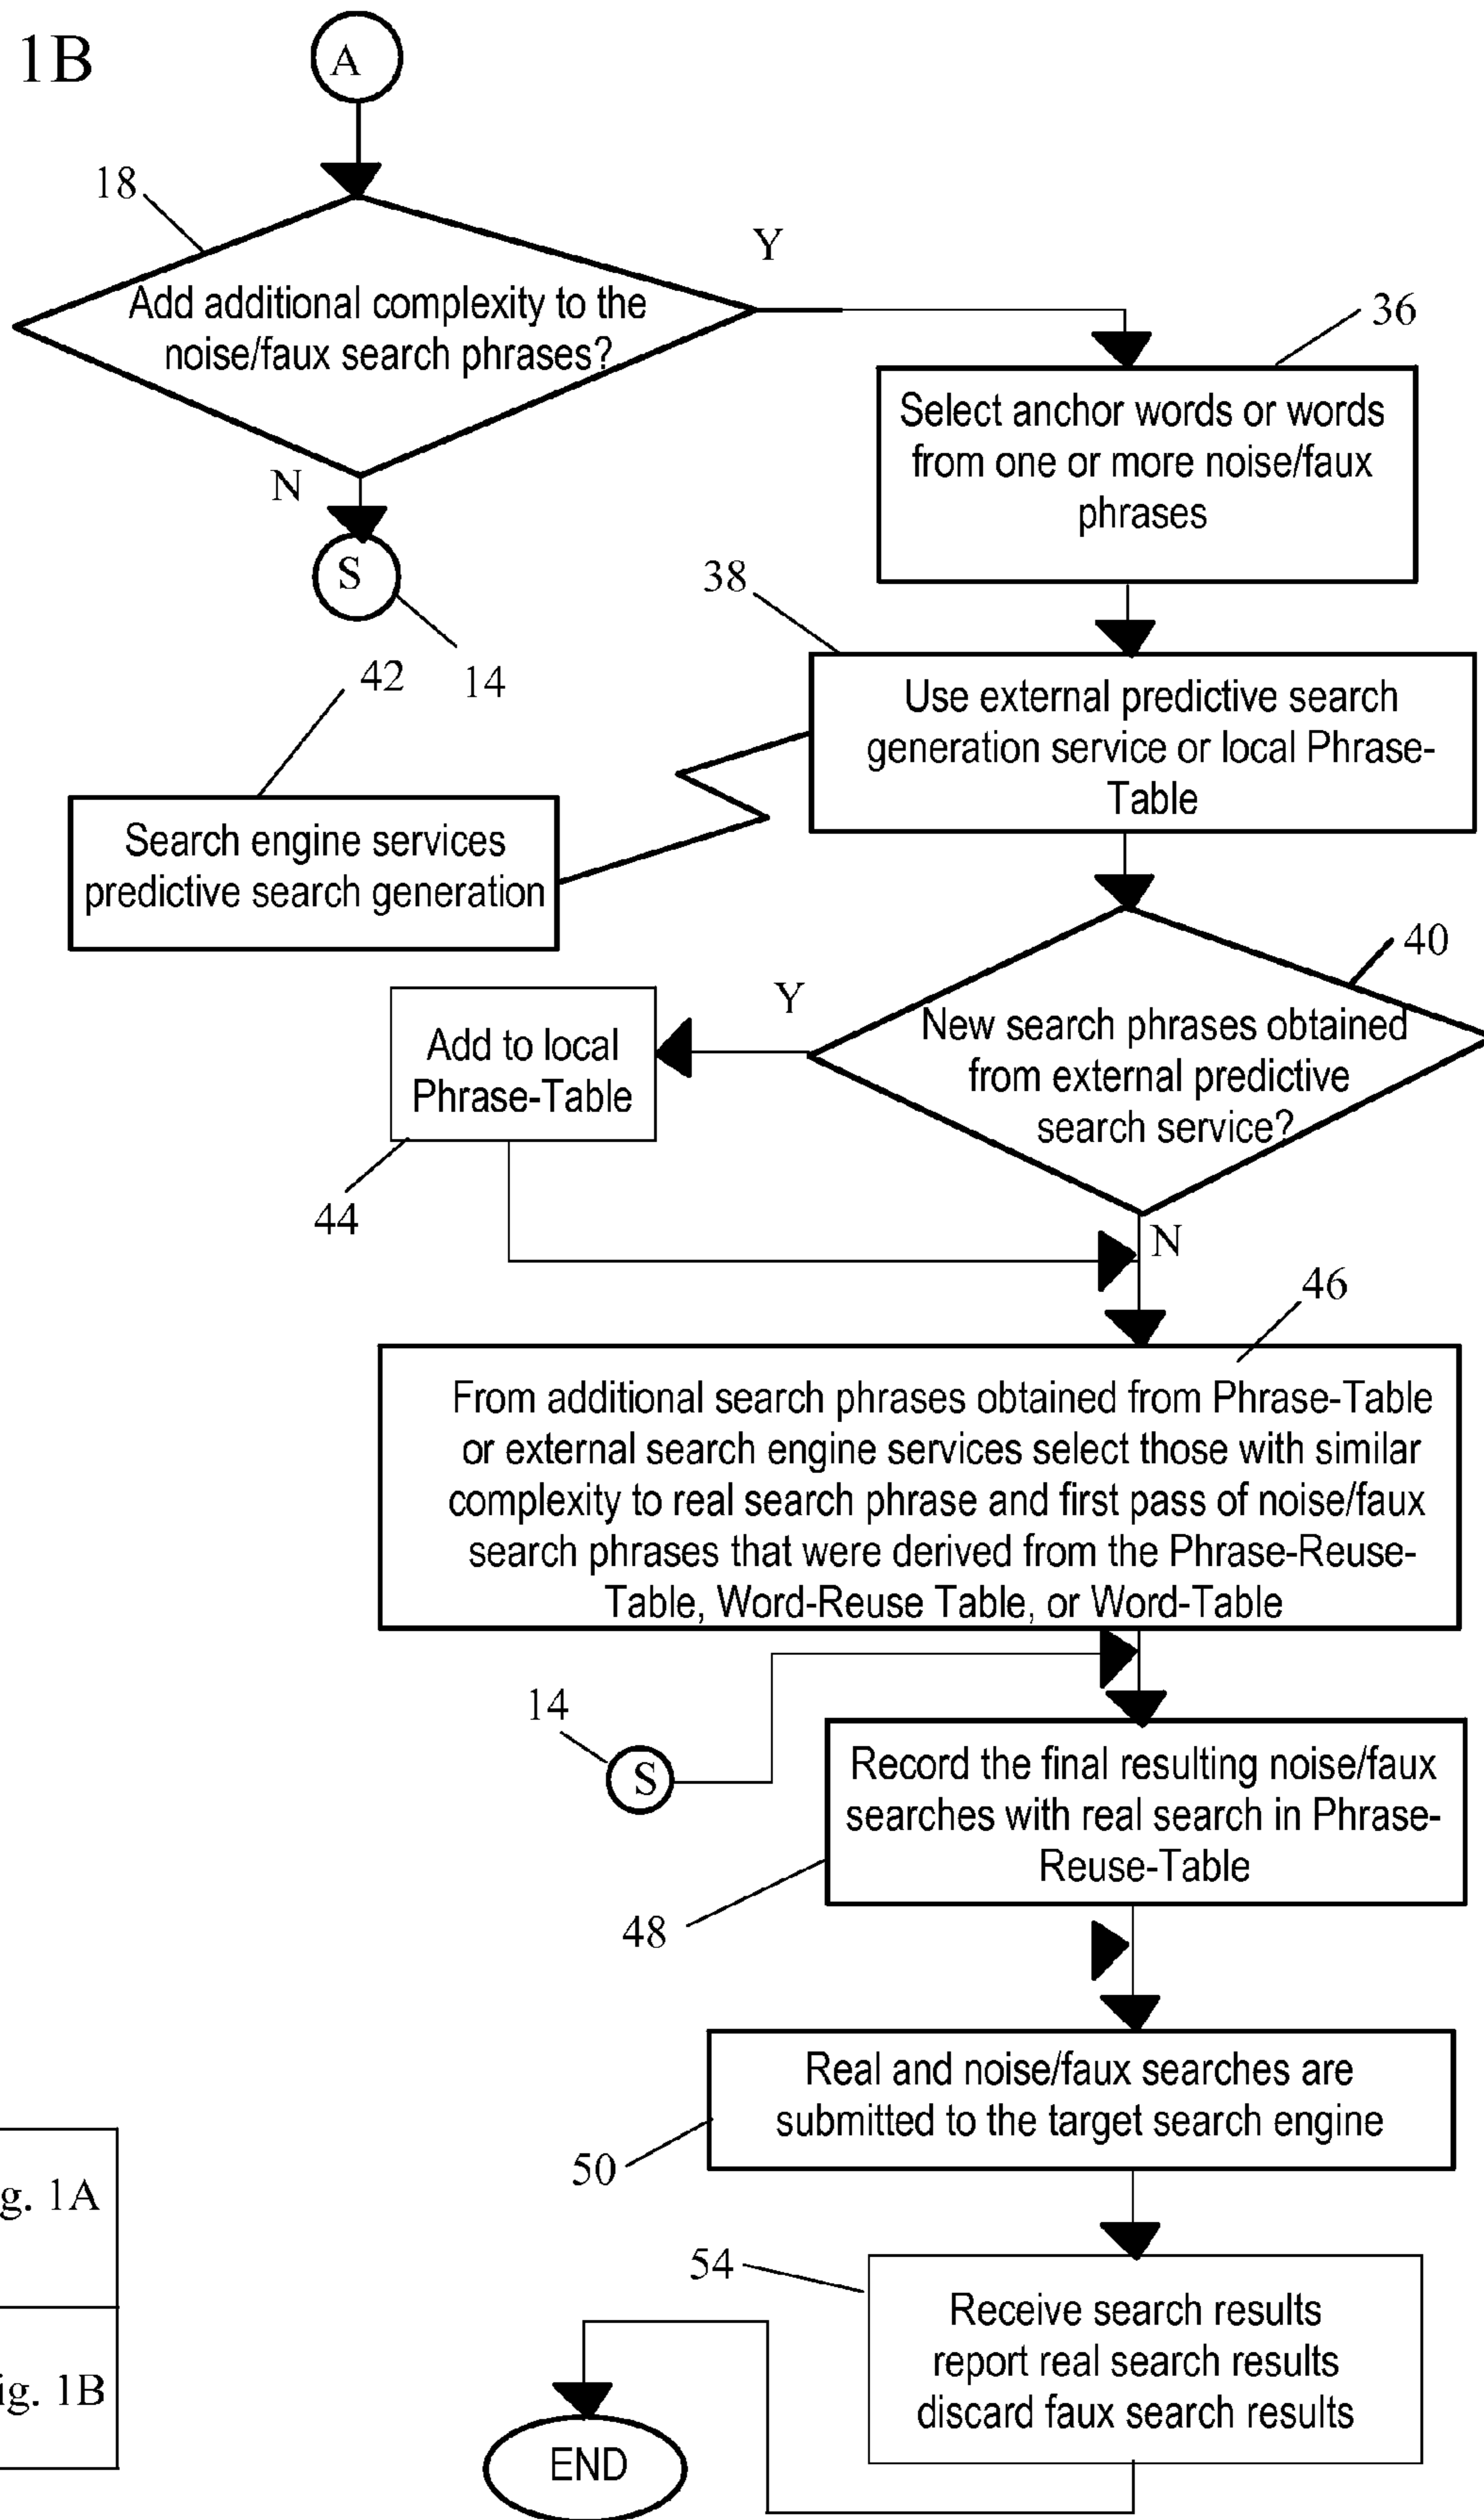 1B
A
18
Y
Add additional complexity to the
noise/faux search phrases?
36
Select anchor words or words
from one or more noise/faux
phrases
N
S
14
38
Use external predictive search
generation service or local Phrase-
Table
42
Search engine services
predictive search generation
40
Y
New search phrases obtained
from external predictive
search service?
Add to local
Phrase-Table
44
N
46
From additional search phrases obtained from Phrase-Table
or external search engine services select those with similar
complexity to real search phrase and first pass of noise/faux
search phrases that were derived from the Phrase-Reuse-
Table, Word-Reuse Table, or Word-Table
14
S
Record the final resulting noise/faux
searches with real search in Phrase-
Reuse-Table
48
Real and noise/faux searches are
submitted to the target search engine
50
g. 1A
54
Receive search results
report real search results
discard faux search results
ig. 1B
END